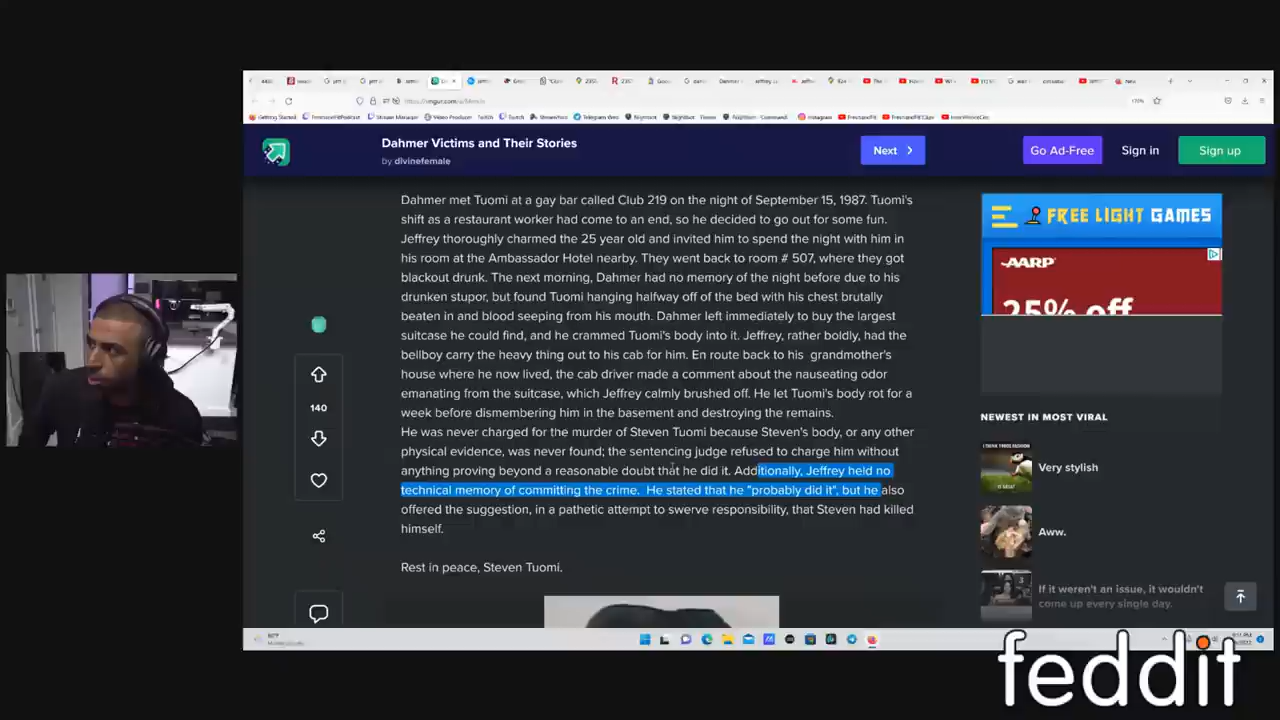 Getting Started
Dahmer Victims and Their Stories
by divinefemale
Next
Go Ad-Free
Sign in
Sign up
Dahmer met Tuomi at a gay bar called Club 219 on the night of September 15, 1987. Tuomi's
shift as a restaurant worker had come to an end, so he decided to go out for some fun.
Jeffrey thoroughly charmed the 25 year old and invited him to spend the night with him in
his room at the Ambassador Hotel nearby. They went back to room # 507, where they got
blackout drunk. The next morning, Dahmer had no memory of the night before due to his
drunken stupor, but found Tuomi hanging halfway off of the bed with his chest brutally
beaten in and blood seeping from his mouth. Dahmer left immediately to buy the largest
suitcase he could find, and he crammed Tuomi's body into it. Jeffrey, rather boldly, had the
bellboy carry the heavy thing out to his cab for him. En route back to his grandmother's
house where he now lived, the cab driver made a comment about the nauseating odor
emanating from the suitcase, which Jeffrey calmly brushed off. He let Tuomi's body rot for a
week before dismembering him in the basement and destroying the remains.
He was never charged for the murder of Steven Tuomi because Steven's body, or any other
physical evidence, was never found; the sentencing judge refused to charge him without
anything proving beyond a reasonable doubt that he did it. Additionally, Jeffrey held no
technical memory of committing the crime. He stated that he "probably did it", but he also
offered the suggestion, in a pathetic attempt to swerve responsibility, that Steven had killed
himself.
Rest in peace, Steven Tuomi.
140
FREE LIGHT GAMES
AARP
25% off
NEWEST IN MOST VIRAL
Very stylish
Aww.
If it weren't an issue, it wouldn't
come up every single day.
feddit